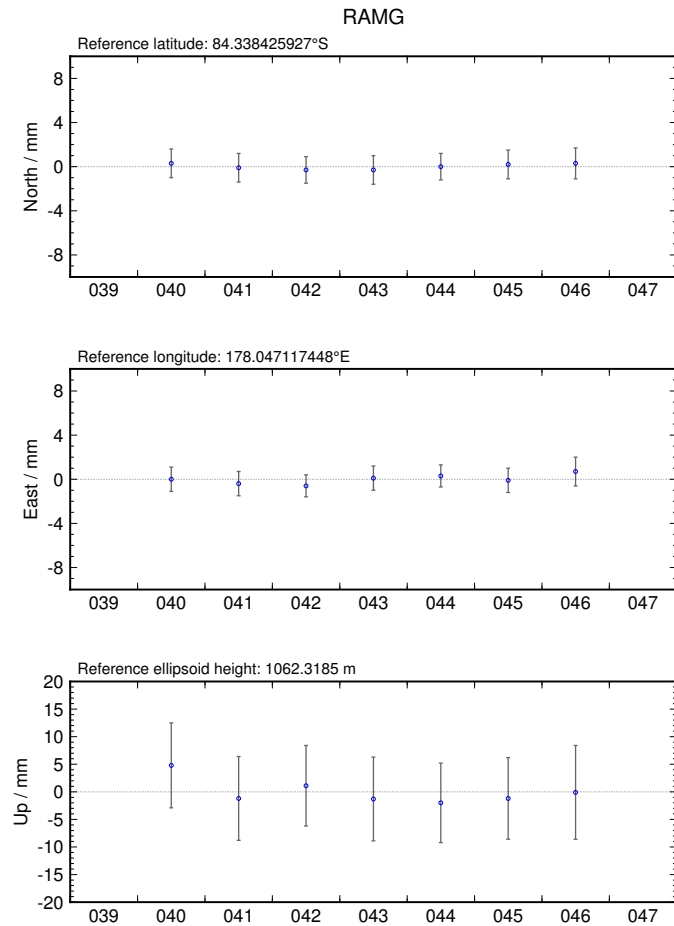 RAMG
Reference latitude: 84.338425927°S
North / mm
8
4
0
-4
-8
039 040 041 042 043 044 045 046 047
Reference longitude: 178.047117448°E
East / mm
8
4
0
-4
-8
039 040 041 042 043 044 045 046 047
Reference ellipsoid height: 1062.3185 m
Up / mm
20
15
10
5
0
-5
-10
-15
-20
039 040 041 042 043 044 045 046 047